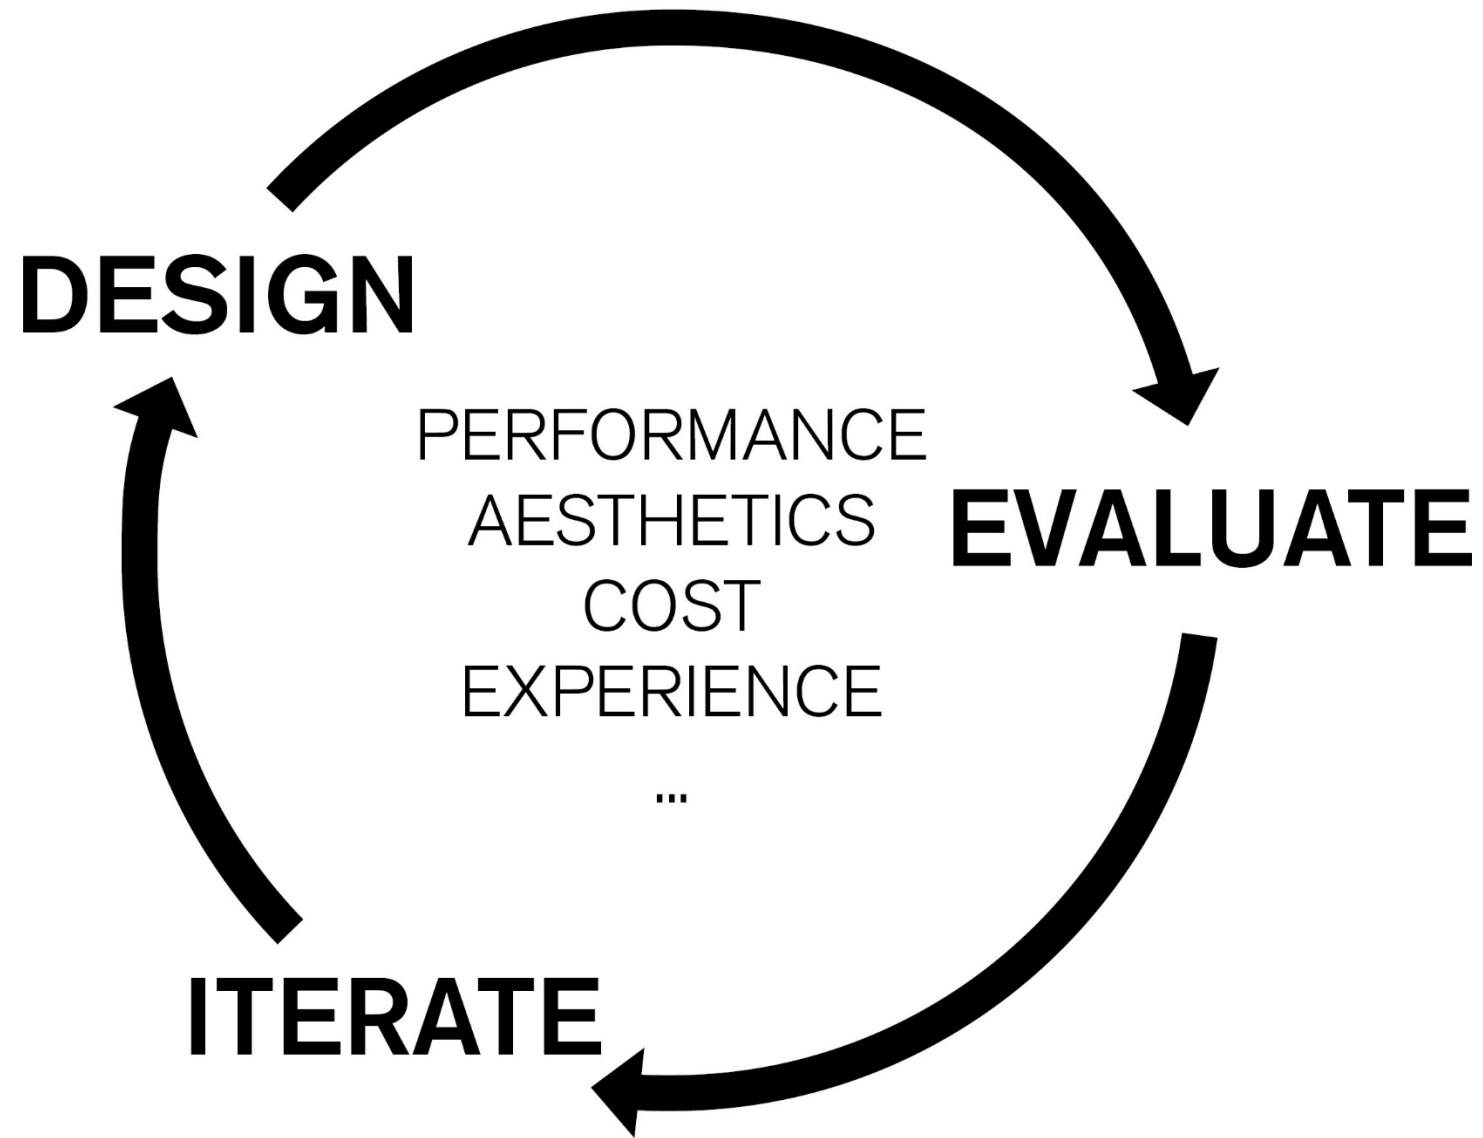 DESIGN
PERFORMANCE
AESTHETICS
EVALUATE
COST
EXPERIENCE
...
ITERATE